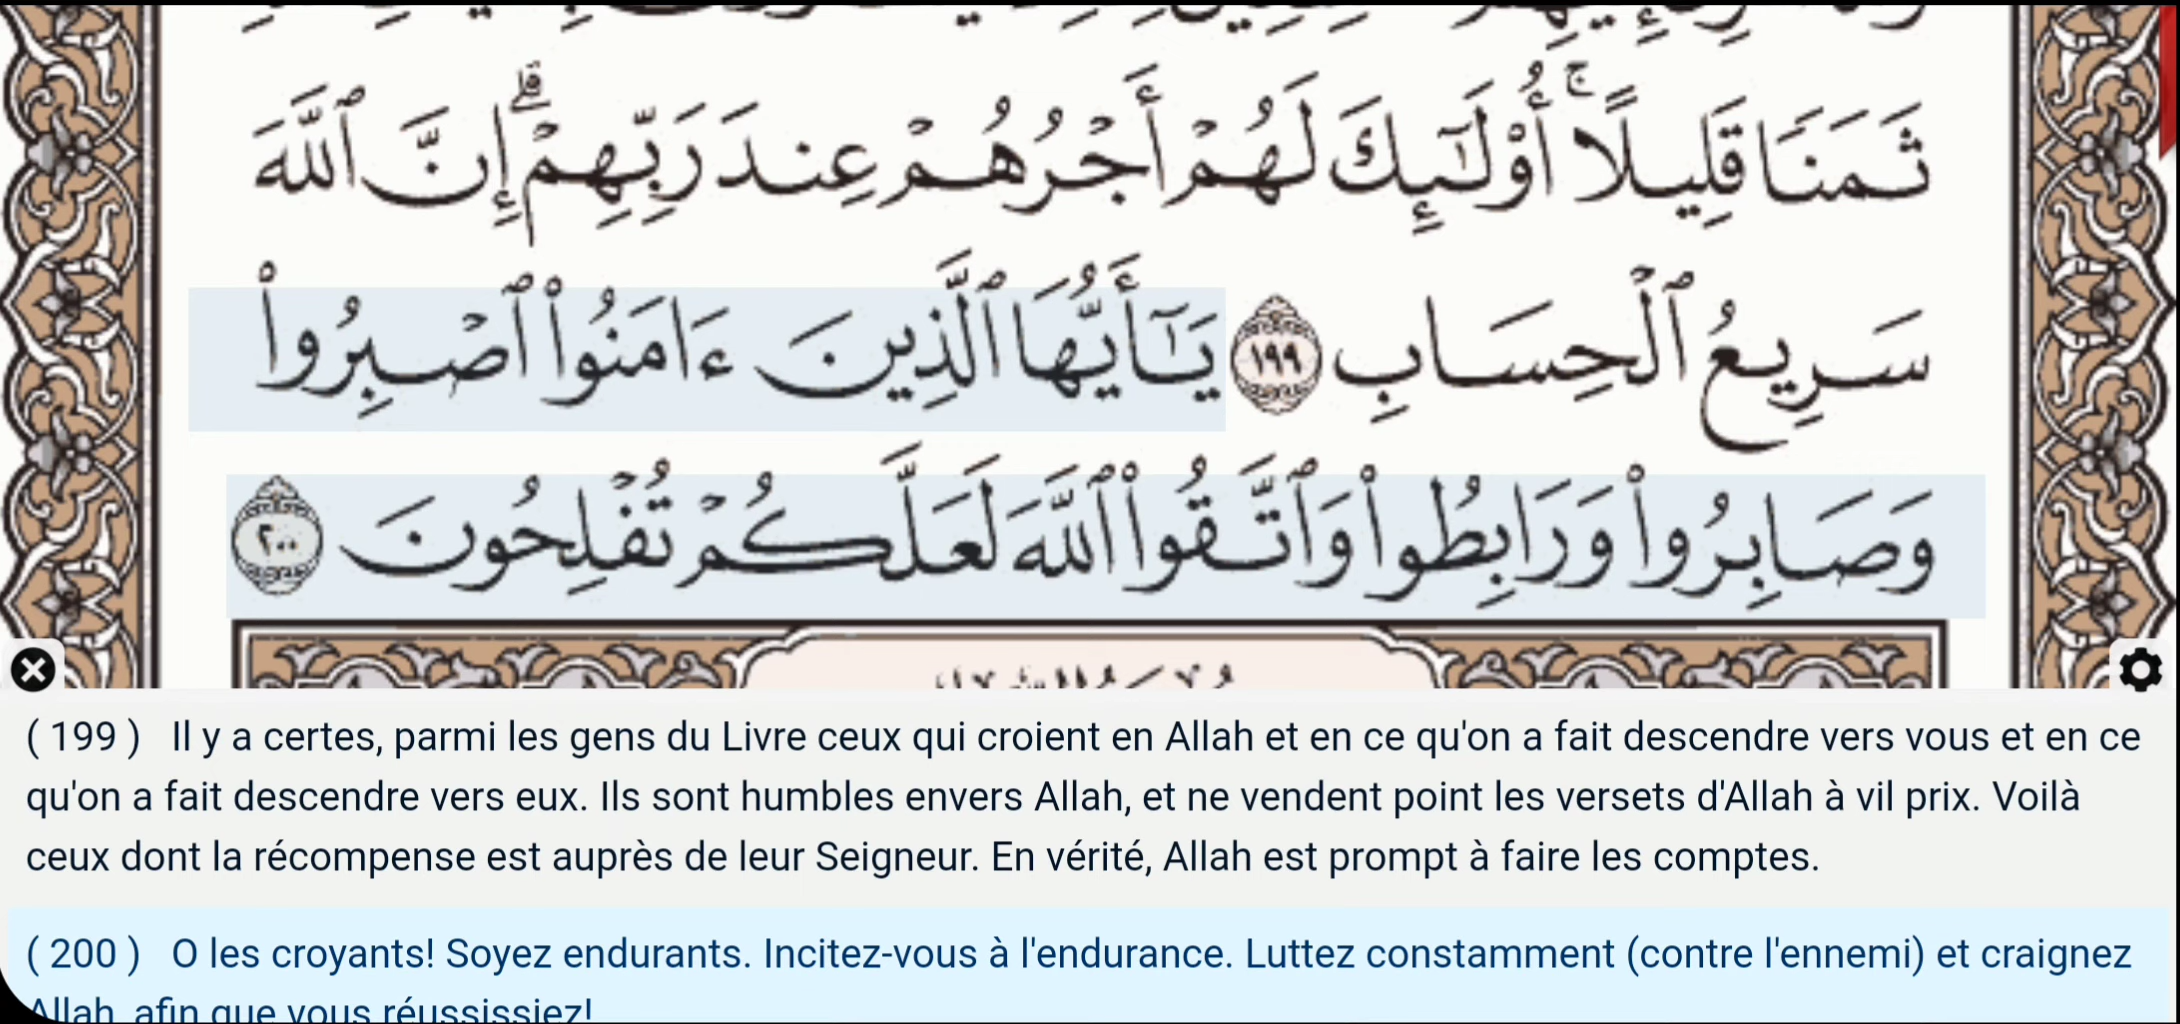 ثَمَنًا قَلِيلًا ۚ أُوْلَٰٓئِكَ لَهُمْ أَجْرُهُمْ عِندَ رَبِّهِمْ ۗ إِنَّ ٱللَّهَ
سَرِيعُ ٱلْحِسَابِ ١٩٩ يَٰٓأَيُّهَا ٱلَّذِينَ ءَامَنُوا۟ ٱصْبِرُوا۟
وَصَابِرُوا۟ وَرَابِطُوا۟ وَٱتَّقُوا۟ ٱللَّهَ لَعَلَّكُمْ تُفْلِحُونَ ٢٠٠
( 199 ) Il y a certes, parmi les gens du Livre ceux qui croient en Allah et en ce qu'on a fait descendre vers vous et en ce
qu'on a fait descendre vers eux. Ils sont humbles envers Allah, et ne vendent point les versets d'Allah à vil prix. Voilà
ceux dont la récompense est auprès de leur Seigneur. En vérité, Allah est prompt à faire les comptes.
( 200 ) O les croyants! Soyez endurants. Incitez-vous à l'endurance. Luttez constamment (contre l'ennemi) et craignez
Allah, afin que vous réussissiez!